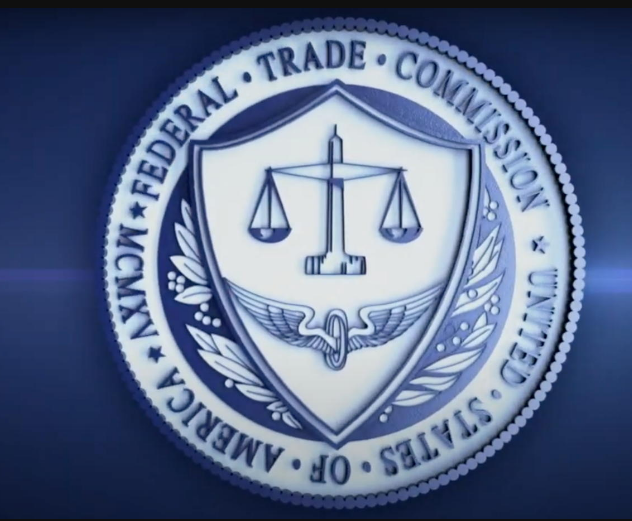 FEDERAL • TRADE • COMMISSION ★ UNITED • STATES • OF • AMERICA ★ MCMXV ★